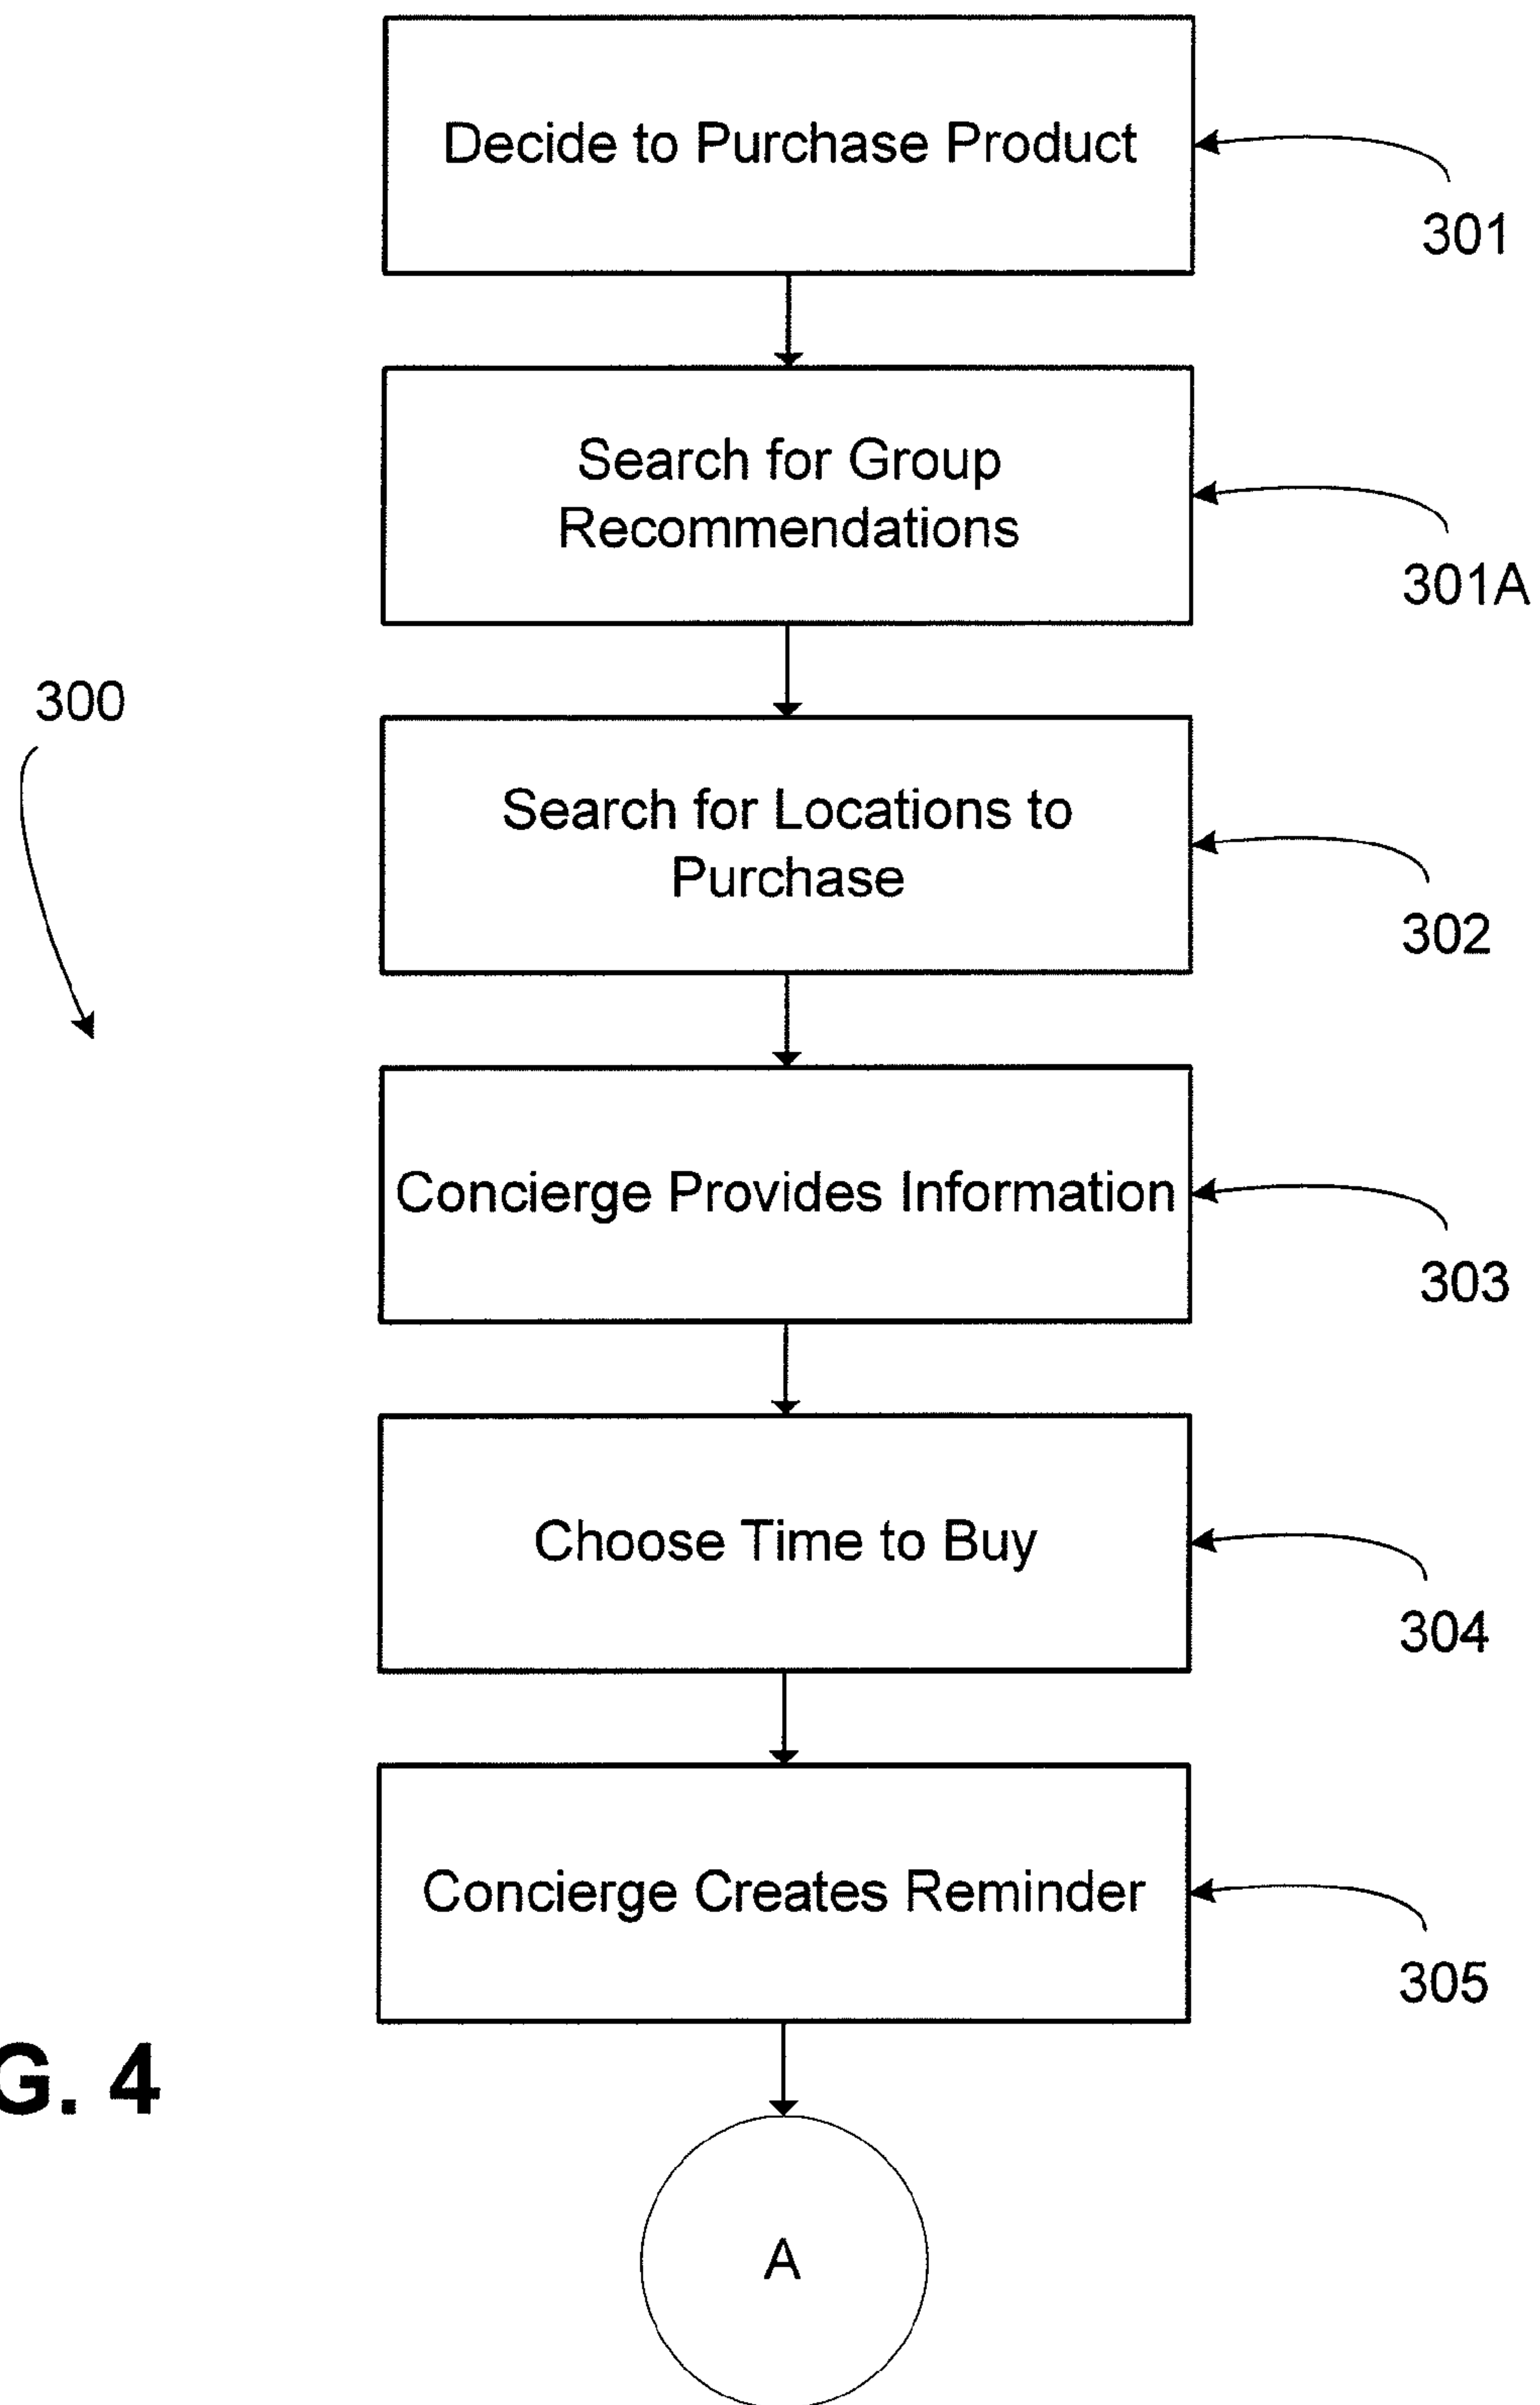 Decide to Purchase Product
301
Search for Group
Recommendations
301A
300
Search for Locations to
Purchase
302
Concierge Provides Information
303
Choose Time to Buy
304
Concierge Creates Reminder
305
G. 4
A